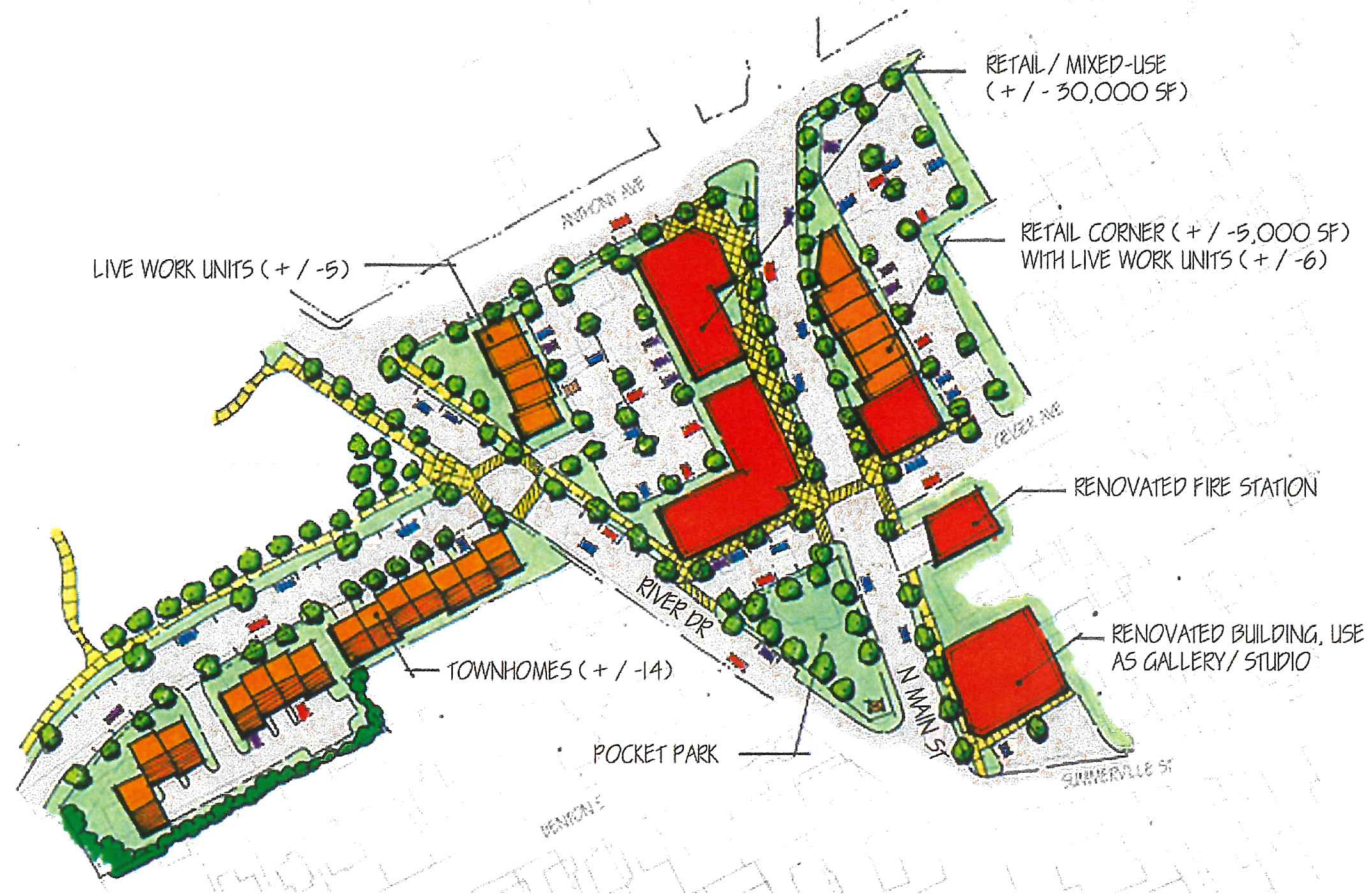 RETAIL / MIXED-USE
( + / - 30,000 SF)
ANTHONY AVE
RETAIL CORNER ( + / -5,000 SF)
WITH LIVE WORK UNITS ( + / -6)
LIVE WORK UNITS ( + / -5)
RENOVATED FIRE STATION
RIVER DR
RENOVATED BUILDING, USE
AS GALLERY / STUDIO
TOWNHOMES ( + / -14)
N MAIN ST
POCKET PARK
SUMMERVILLE ST